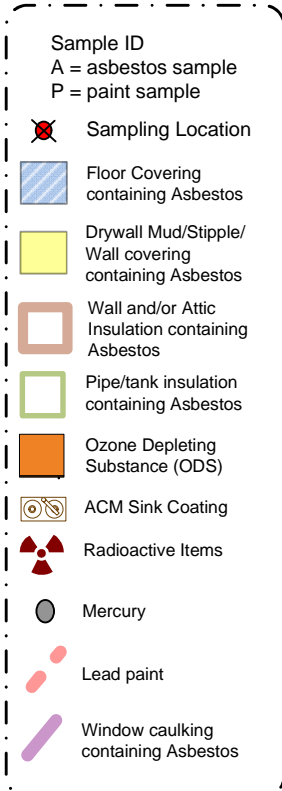 Sample ID
A = asbestos sample
P = paint sample
Sampling Location
Floor Covering
containing Asbestos
Drywall Mud/Stipple/
Wall covering
containing Asbestos
Wall and/or Attic
Insulation containing
Asbestos
Pipe/tank insulation
containing Asbestos
Ozone Depleting
Substance (ODS)
ACM Sink Coating
Radioactive Items
Mercury
Lead paint
Window caulking
containing Asbestos